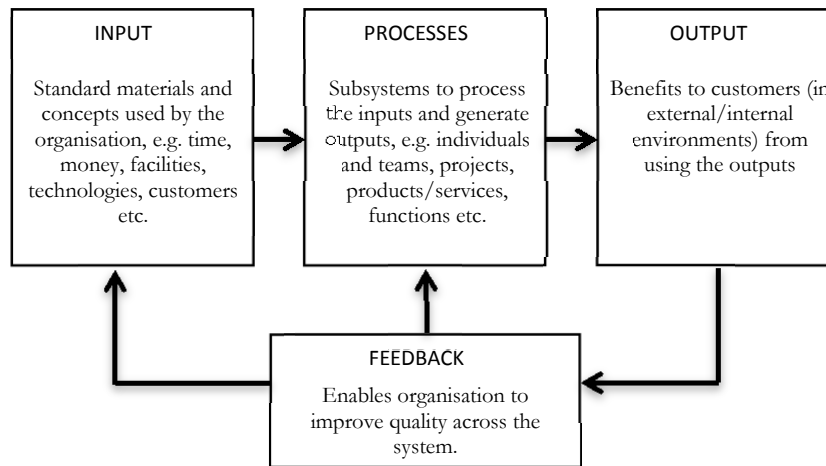 INPUT
Standard materials and
concepts used by the
organisation, e.g. time,
money, facilities,
technologies, customers
etc.
PROCESSES
Subsystems to process
the inputs and generate
outputs, e.g. individuals
and teams, projects,
products/services,
functions etc.
OUTPUT
Benefits to customers (in
external/internal
environments) from
using the outputs
FEEDBACK
Enables organisation to
improve quality across the
system.